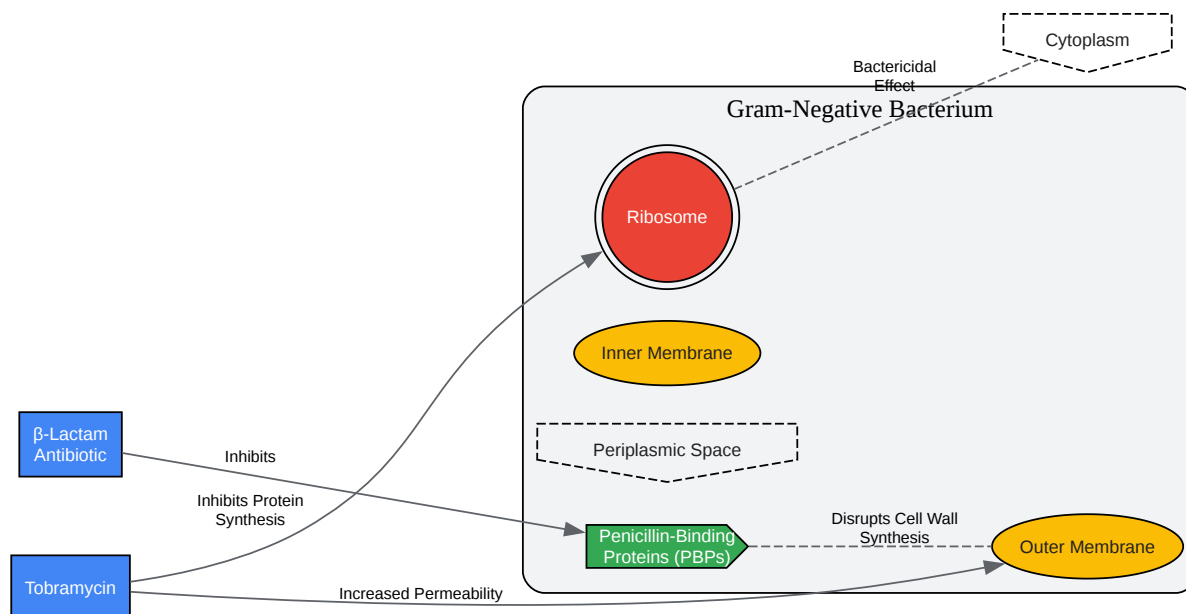 Cytoplasm
Bactericidal
Effect
Gram-Negative Bacterium
Ribosome
Inner Membrane
β-Lactam
Antibiotic
Inhibits
Periplasmic Space
Inhibits Protein
Synthesis
Penicillin-Binding
Proteins (PBPs)
Disrupts Cell Wall
Synthesis
Outer Membrane
Tobramycin
Increased Permeability